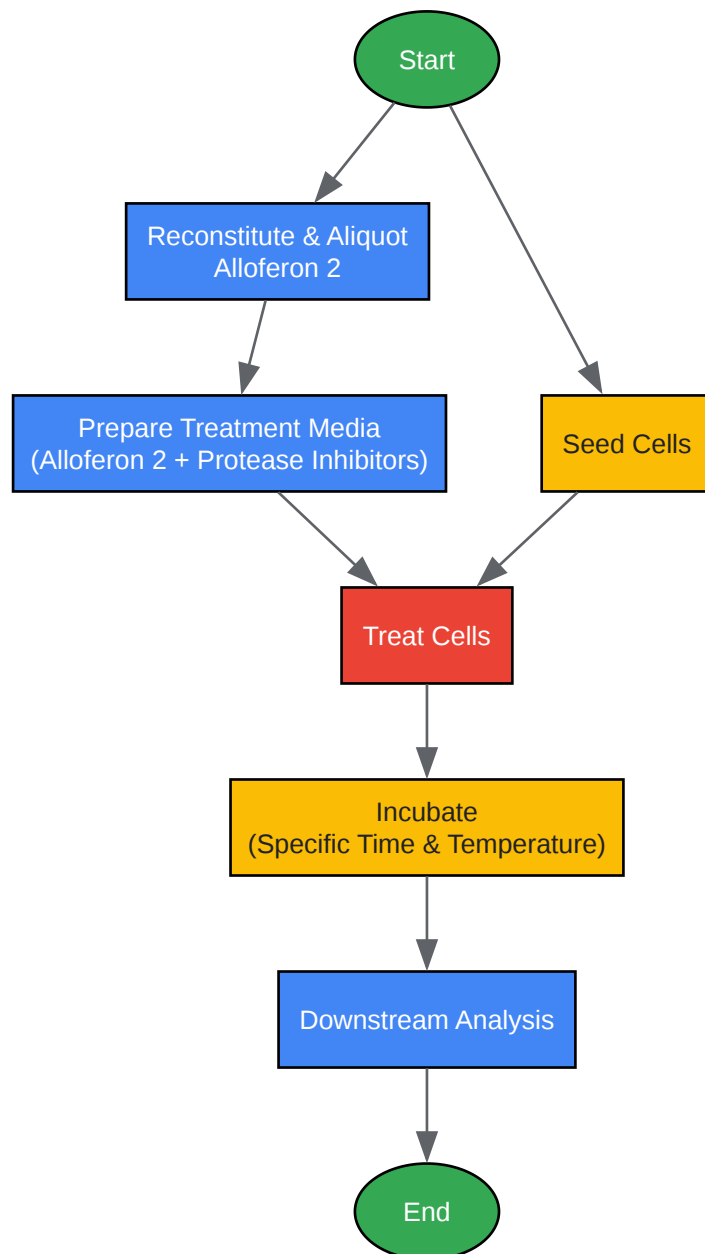 Start
Reconstitute & Aliquot
Alloferon 2
Prepare Treatment Media
(Alloferon 2 + Protease Inhibitors)
Seed Cells
Treat Cells
Incubate
(Specific Time & Temperature)
Downstream Analysis
End